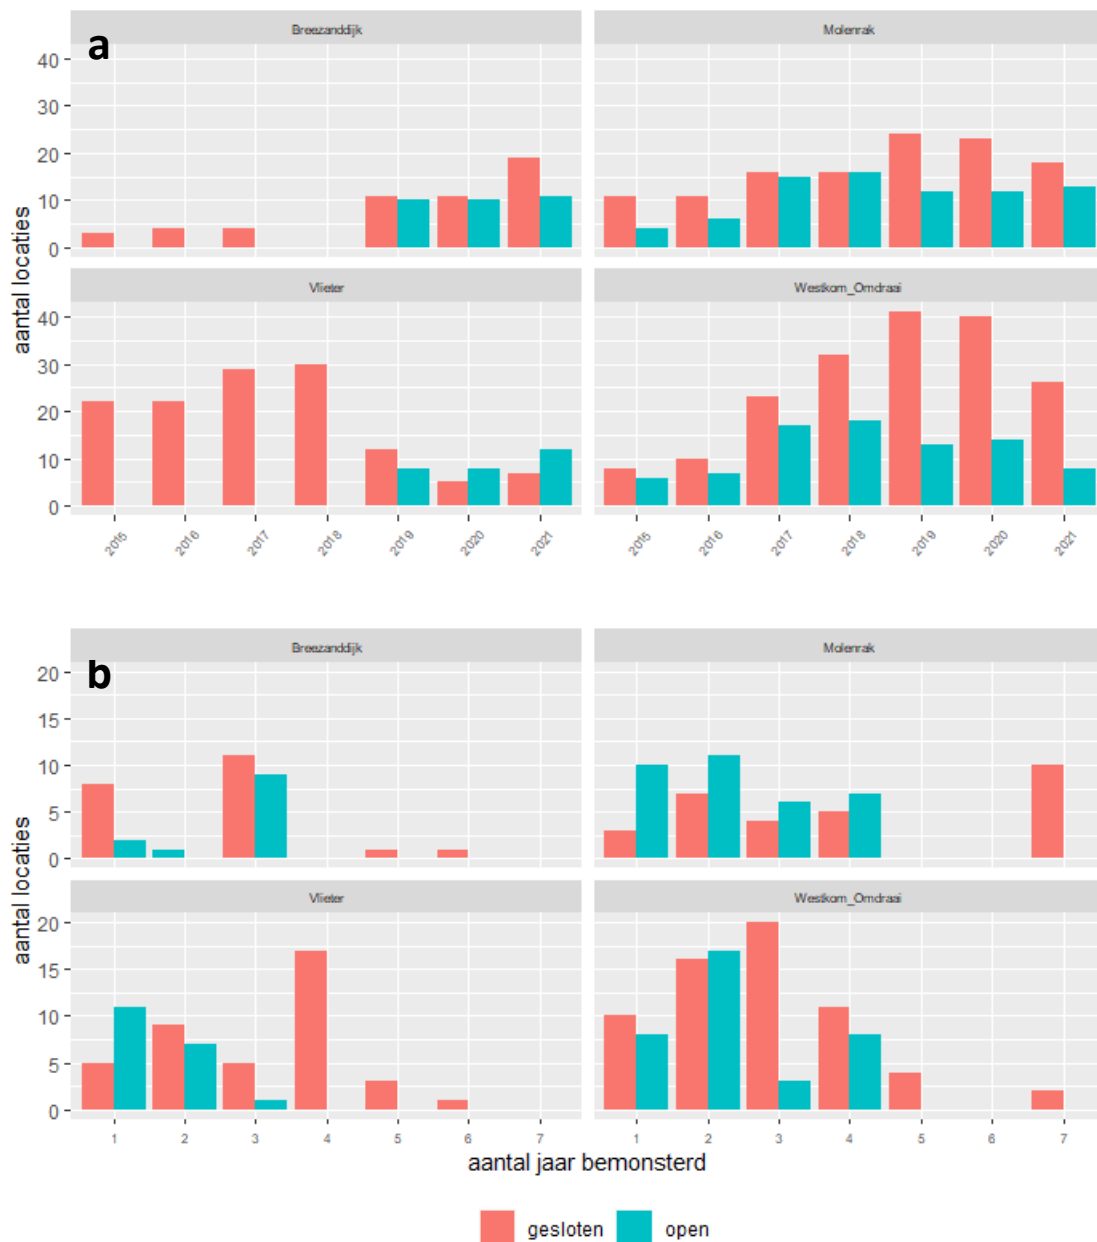 a
Breezanddijk
Molenrak
40
30
20
10
0
Vlieter
Westkom_Omdraai
40
30
20
10
0
aantal locaties
2015 2016 2017 2018 2019 2020 2021
2015 2016 2017 2018 2019 2020 2021
b
Breezanddijk
Molenrak
20
15
10
5
0
Vlieter
Westkom_Omdraai
20
15
10
5
0
aantal locaties
1 2 3 4 5 6 7
1 2 3 4 5 6 7
aantal jaar bemonsterd
gesloten
open